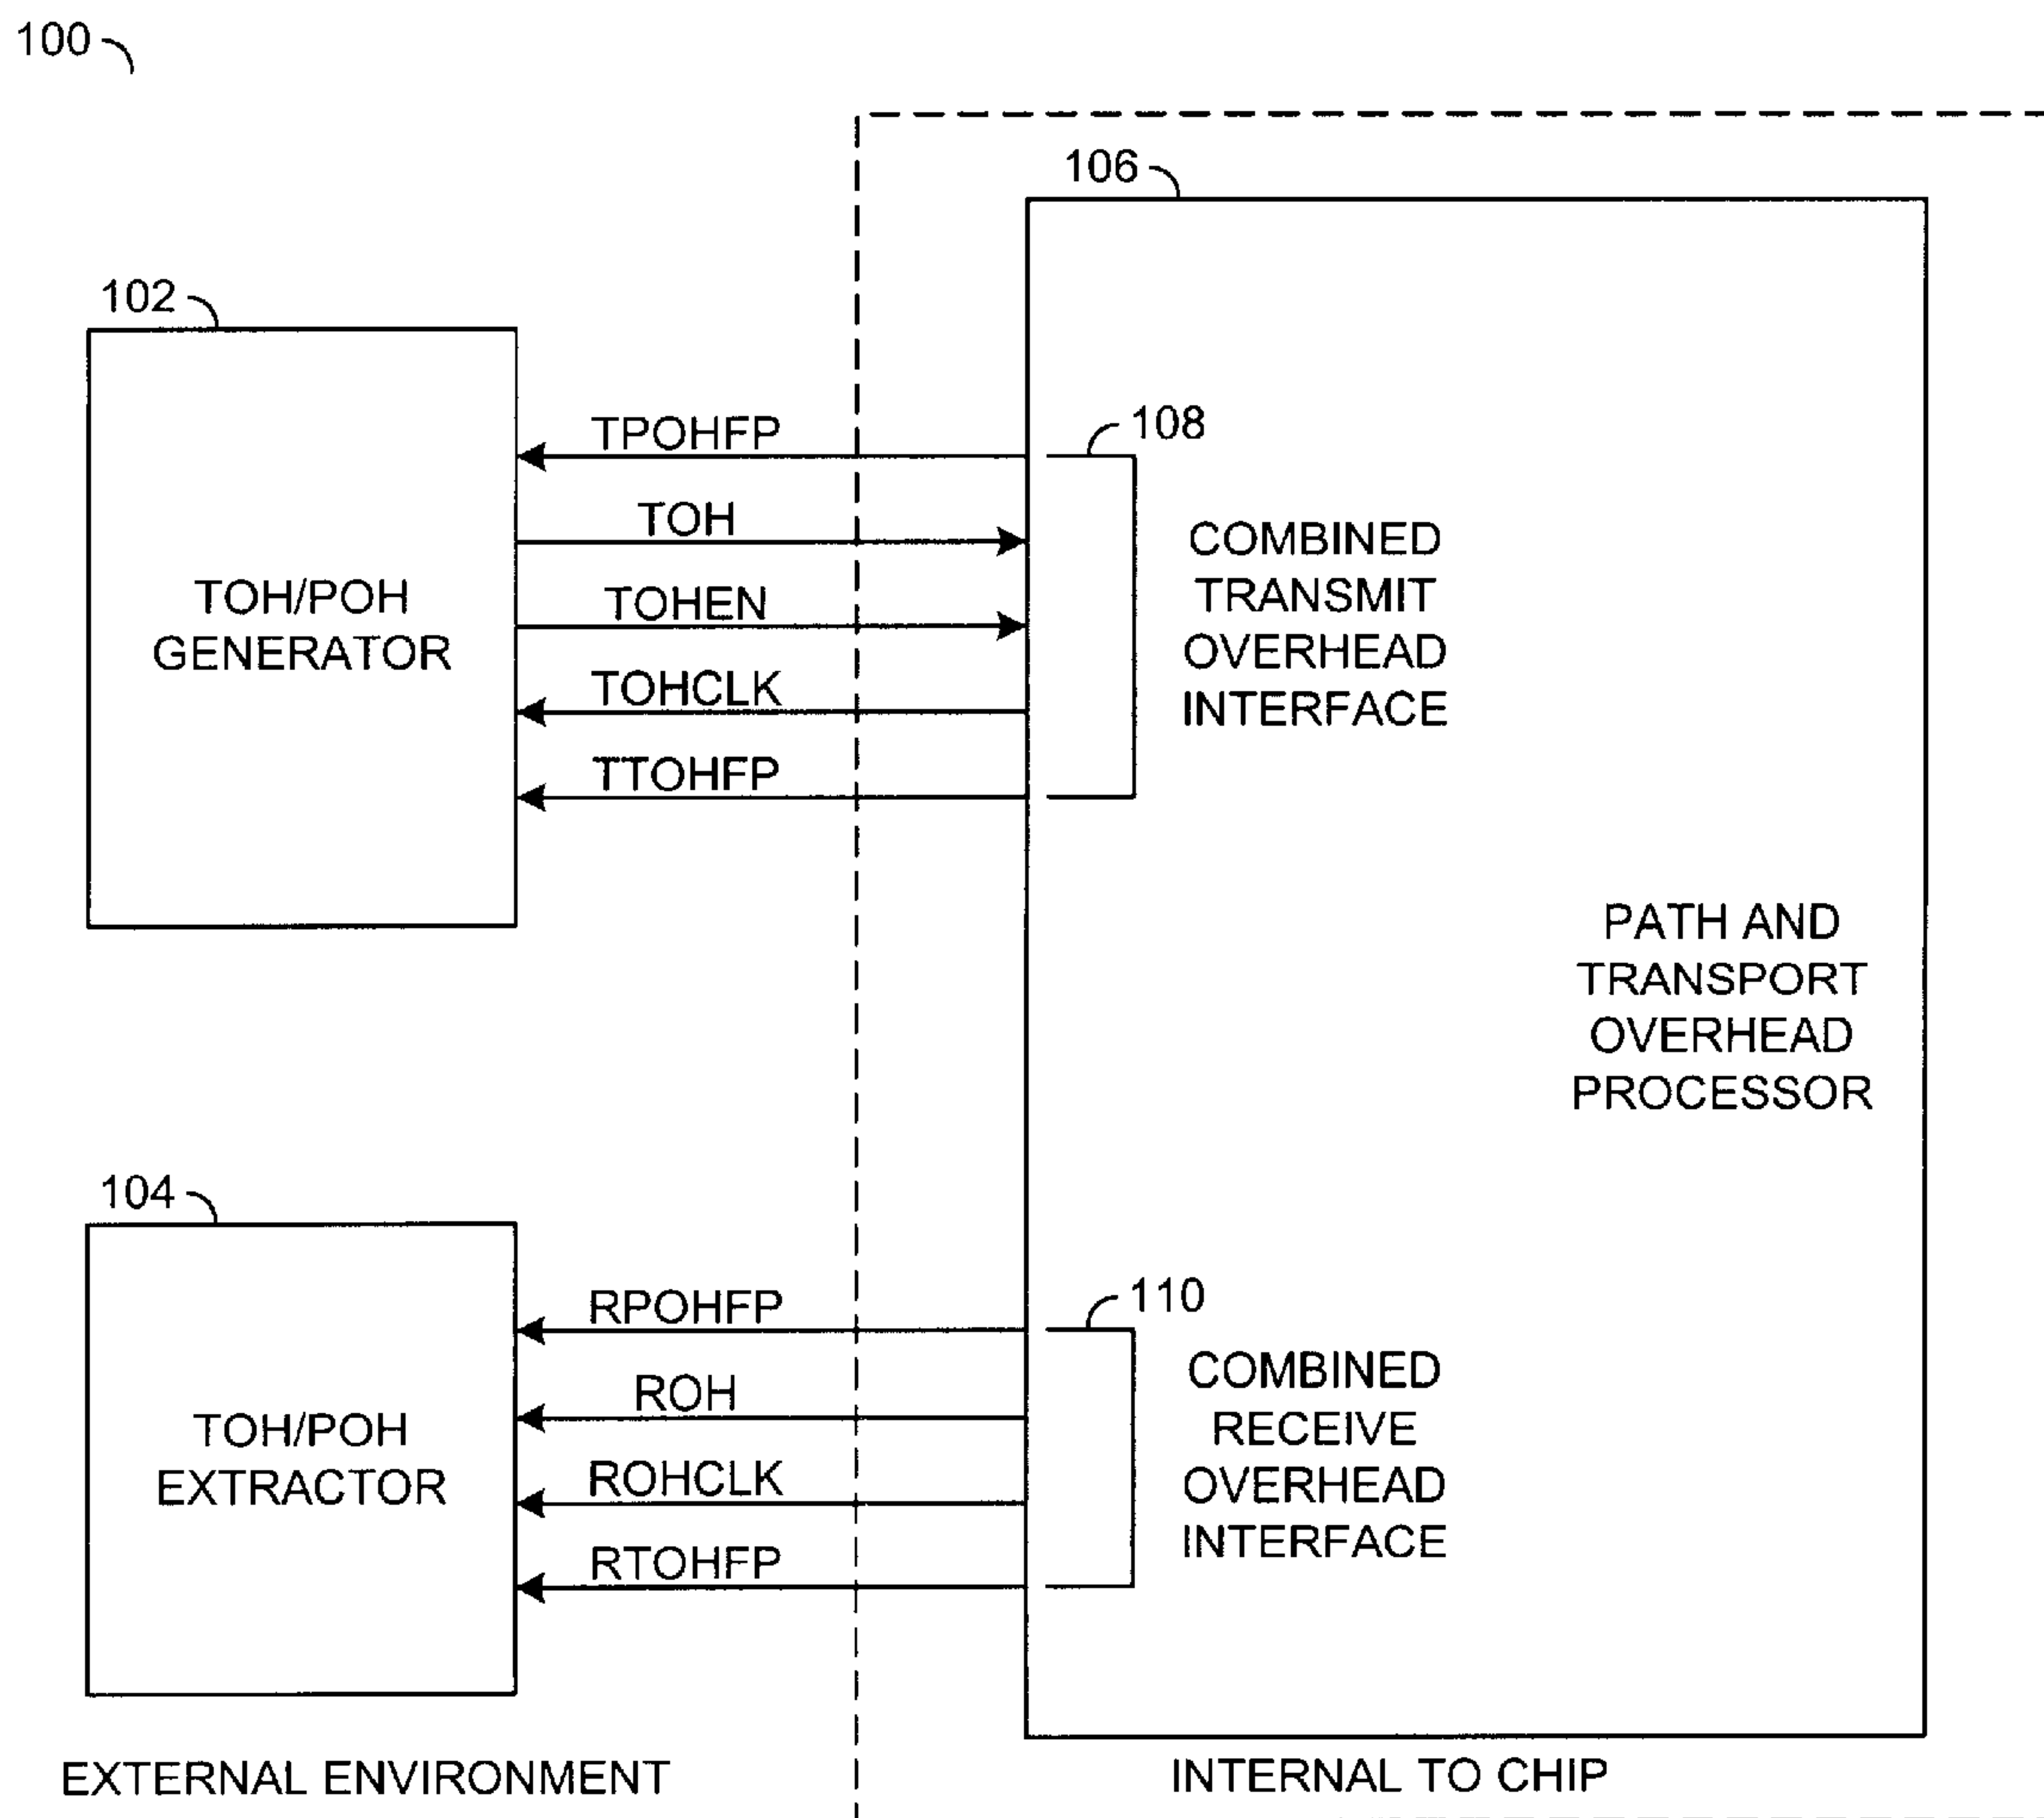 100
106
102
TPOHFP
108
TOH
TOHEN
TOHCLK
TTOHFP
TOH/POH
GENERATOR
COMBINED
TRANSMIT
OVERHEAD
INTERFACE
PATH AND
TRANSPORT
OVERHEAD
PROCESSOR
104
RPOHFP
110
ROH
ROHCLK
RTOHFP
TOH/POH
EXTRACTOR
COMBINED
RECEIVE
OVERHEAD
INTERFACE
EXTERNAL ENVIRONMENT
INTERNAL TO CHIP